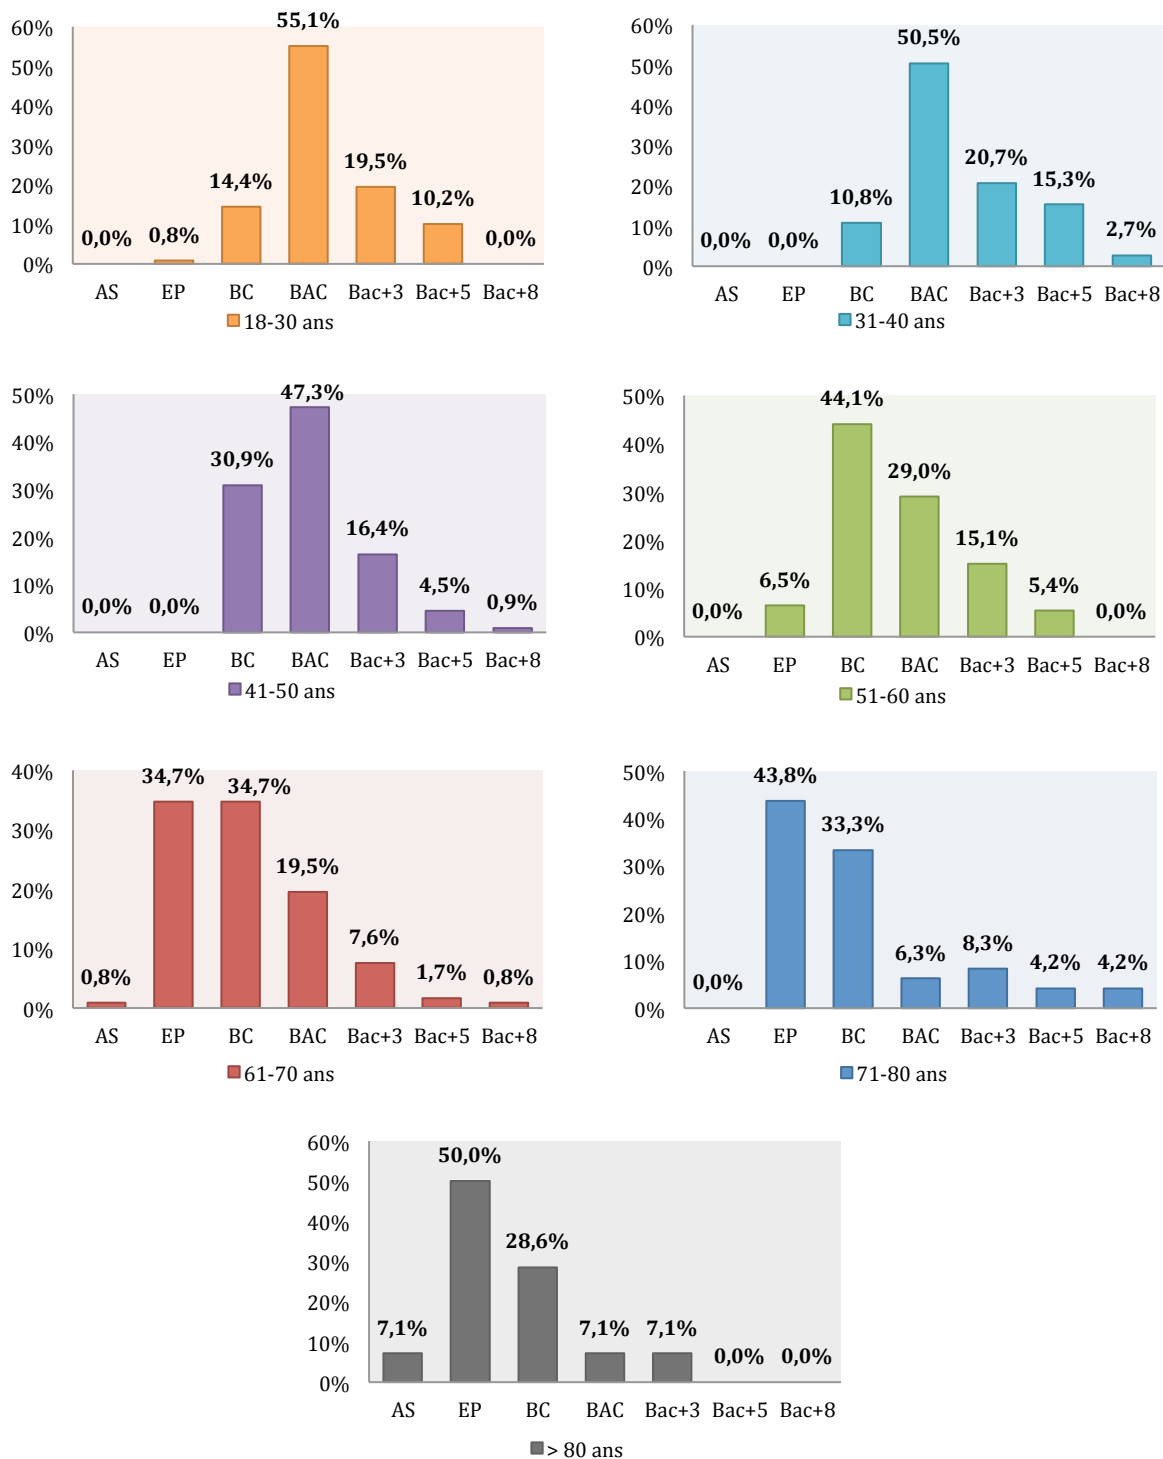 60%
50%
40%
30%
20%
10%
0%
0,0% 0,8% 14,4% 55,1% 19,5% 10,2% 0,0%
AS EP BC BAC Bac+3 Bac+5 Bac+8
18-30 ans
60%
50%
40%
30%
20%
10%
0%
0,0% 0,0% 10,8% 50,5% 20,7% 15,3% 2,7%
AS EP BC BAC Bac+3 Bac+5 Bac+8
31-40 ans
50%
40%
30%
20%
10%
0%
0,0% 0,0% 30,9% 47,3% 16,4% 4,5% 0,9%
AS EP BC BAC Bac+3 Bac+5 Bac+8
41-50 ans
50%
40%
30%
20%
10%
0%
0,0% 6,5% 44,1% 29,0% 15,1% 5,4% 0,0%
AS EP BC BAC Bac+3 Bac+5 Bac+8
51-60 ans
40%
30%
20%
10%
0%
0,8% 34,7% 34,7% 19,5% 7,6% 1,7% 0,8%
AS EP BC BAC Bac+3 Bac+5 Bac+8
61-70 ans
50%
40%
30%
20%
10%
0%
0,0% 43,8% 33,3% 6,3% 8,3% 4,2% 4,2%
AS EP BC BAC Bac+3 Bac+5 Bac+8
71-80 ans
60%
50%
40%
30%
20%
10%
0%
7,1% 50,0% 28,6% 7,1% 7,1% 0,0% 0,0%
AS EP BC BAC Bac+3 Bac+5 Bac+8
> 80 ans